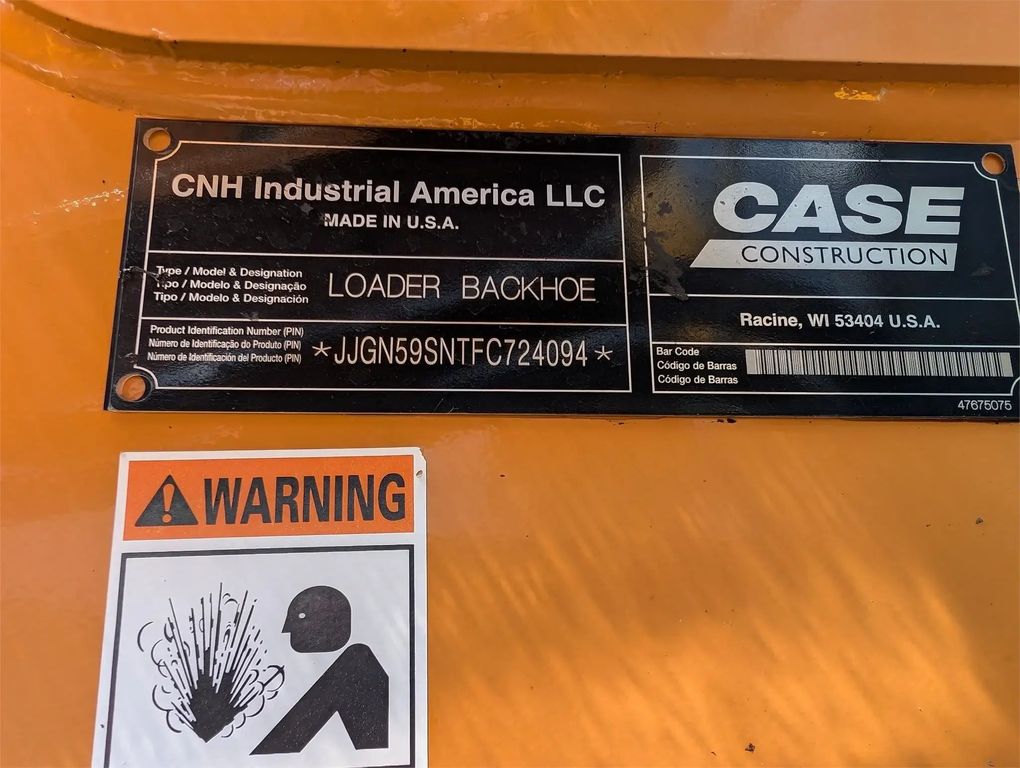 CNH Industrial America LLC
MADE IN U.S.A.
Type / Model & Designation
Tipo / Modelo & Designação
Tipo / Modelo & Designación
LOADER BACKHOE
Product Identification Number (PIN)
Número de Identificação do Produto (PIN)
Número de Identificación del Producto (PIN)
*JJGN59SNTFC724094*
CASE
CONSTRUCTION
Racine, WI 53404 U.S.A.
Bar Code
Código de Barras
Código de Barras
47675075
WARNING